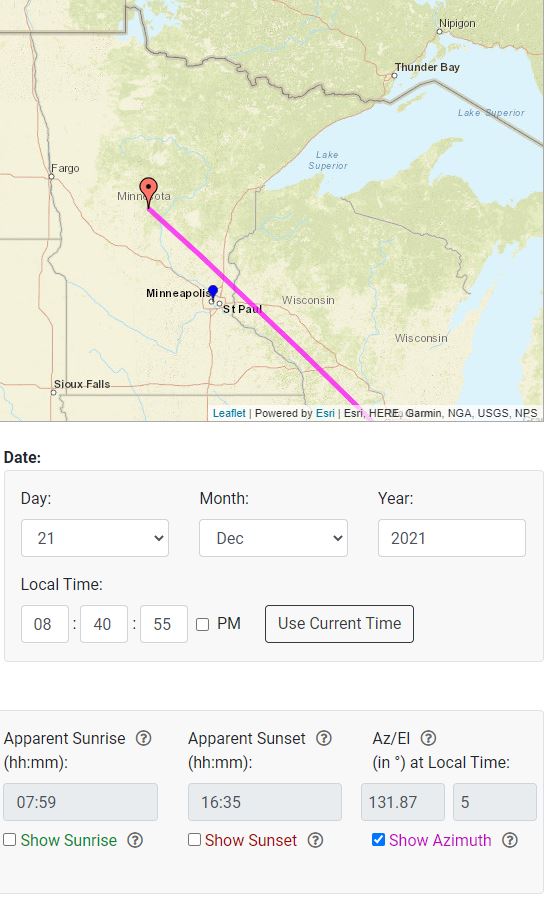 Nipigon
Thunder Bay
Lake Superior
Lake
Superior
Fargo
Minnesota
Minneapolis
St Paul
Wisconsin
Wisconsin
Sioux Falls
Leaflet | Powered by Esri | Esri, HERE, Garmin, NGA, USGS, NPS
Date:
Day: Month: Year:
21 Dec 2021
Local Time:
08 : 40 : 55 PM Use Current Time
Apparent Sunrise ? Apparent Sunset ? Az/El ?
(hh:mm): (hh:mm): (in °) at Local Time:
07:59 16:35 131.87 5
Show Sunrise ? Show Sunset ? Show Azimuth ?